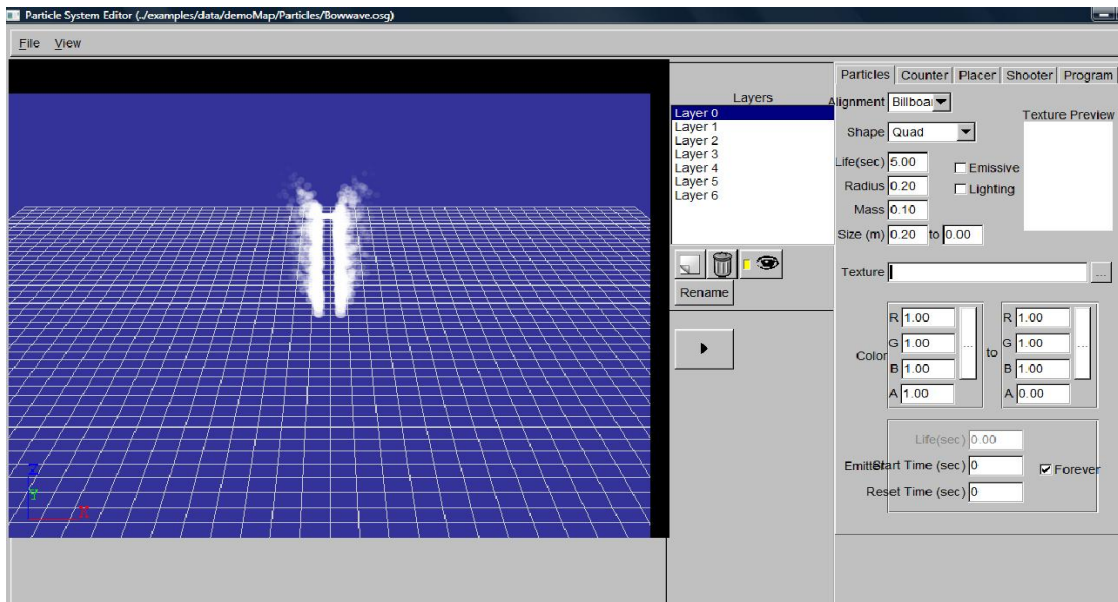 Particle System Editor (../examples/data/demoMap/Particles/Bowwave.osg)
File View
Layers
Layer 0
Layer 1
Layer 2
Layer 3
Layer 4
Layer 5
Layer 6
Rename
Particles Counter Placer Shooter Program
Alignment Billboar
Texture Preview
Shape Quad
Life(sec) 5.00
Emissive
Radius 0.20
Lighting
Mass 0.10
Size (m) 0.20 to 0.00
Texture ...
Color
R 1.00
G 1.00
B 1.00
A 1.00
...
to
R 1.00
G 1.00
B 1.00
A 0.00
...
Life(sec) 0.00
Emitter
Start Time (sec) 0
Forever
Reset Time (sec) 0
Z
Y
X